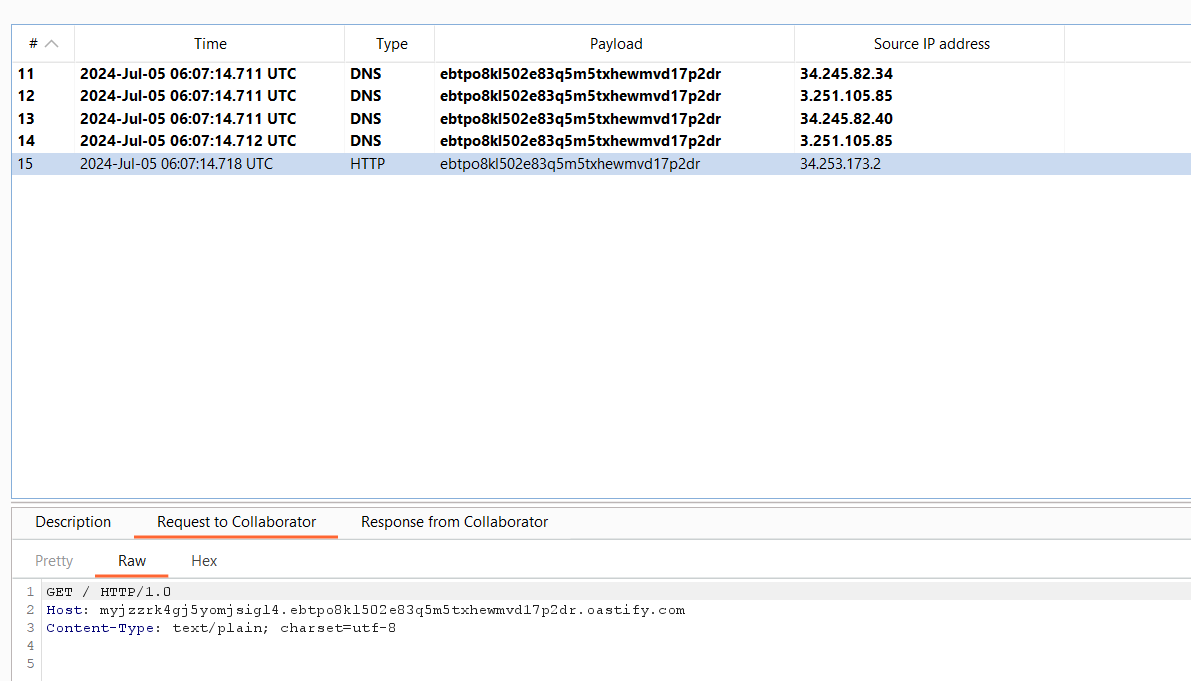 # Time Type Payload Source IP address
11 2024-Jul-05 06:07:14.711 UTC DNS ebtpo8kl502e83q5m5txhewmvd17p2dr 34.245.82.34
12 2024-Jul-05 06:07:14.711 UTC DNS ebtpo8kl502e83q5m5txhewmvd17p2dr 3.251.105.85
13 2024-Jul-05 06:07:14.711 UTC DNS ebtpo8kl502e83q5m5txhewmvd17p2dr 34.245.82.40
14 2024-Jul-05 06:07:14.712 UTC DNS ebtpo8kl502e83q5m5txhewmvd17p2dr 3.251.105.85
15 2024-Jul-05 06:07:14.718 UTC HTTP ebtpo8kl502e83q5m5txhewmvd17p2dr 34.253.173.2
Description Request to Collaborator Response from Collaborator
Pretty Raw Hex
1 GET / HTTP/1.0
2 Host: myjzzrk4gj5yomjsigl4.ebtpo8kl502e83q5m5txhewmvd17p2dr.oastify.com
3 Content-Type: text/plain; charset=utf-8
4
5